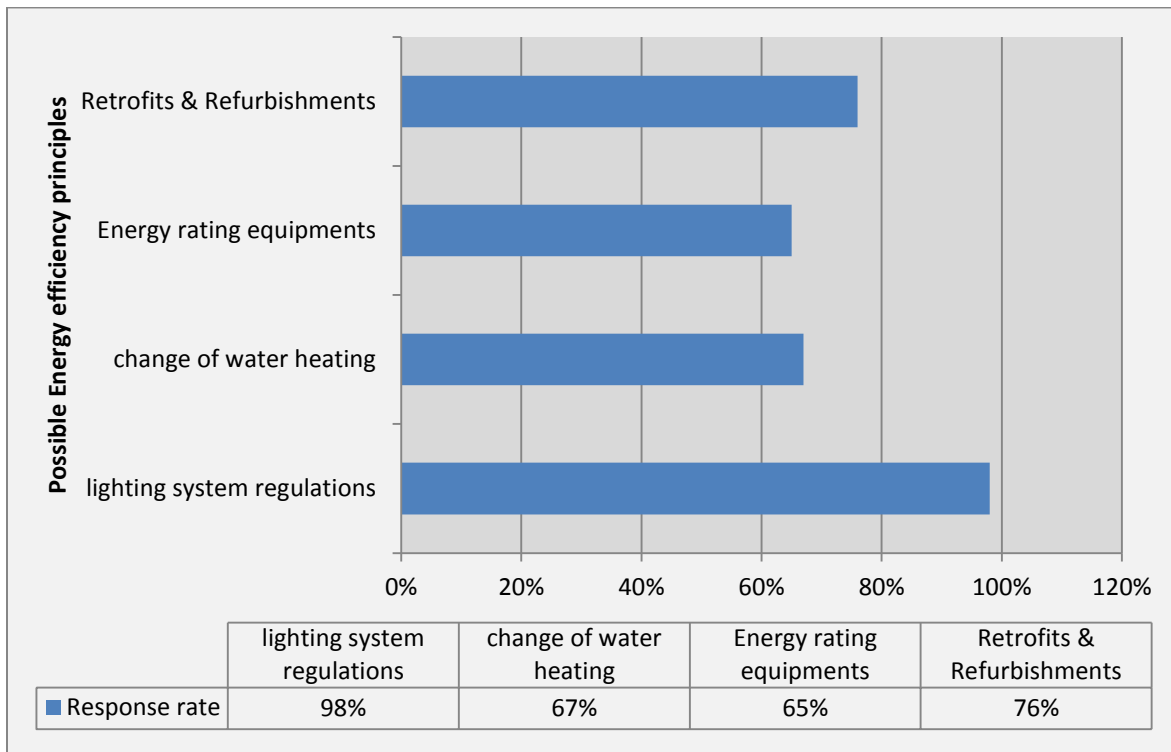 Possible Energy efficiency principles
Retrofits & Refurbishments
Energy rating equipments
change of water heating
lighting system regulations
0% 20% 40% 60% 80% 100% 120%
lighting system regulations change of water heating Energy rating equipments Retrofits & Refurbishments
Response rate 98% 67% 65% 76%